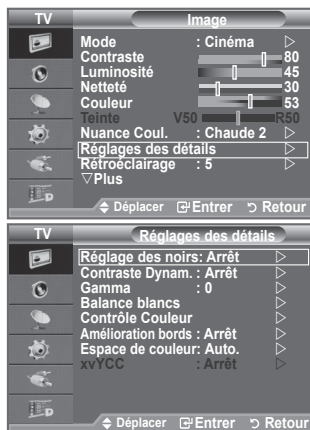 TV Image
Mode : Cinéma
Contraste 80
Luminosité 45
Netteté 30
Couleur 53
Teinte V50 R50
Nuance Coul. : Chaude 2
Réglages des détails
Rétroéclairage : 5
▽Plus
Déplacer Entrer Retour
TV Réglages des détails
Réglage des noirs: Arrêt
Contraste Dynam. : Arrêt
Gamma : 0
Balance blancs
Contrôle Couleur
Amélioration bords : Arrêt
Espace de couleur: Auto.
xvYCC : Arrêt
Déplacer Entrer Retour